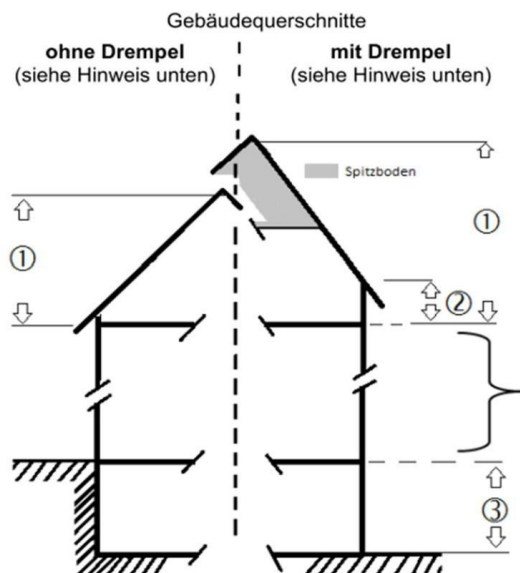 Gebäudequerschnitte
ohne Drempel
(siehe Hinweis unten)
mit Drempel
(siehe Hinweis unten)
Spitzboden
①
①
②
③